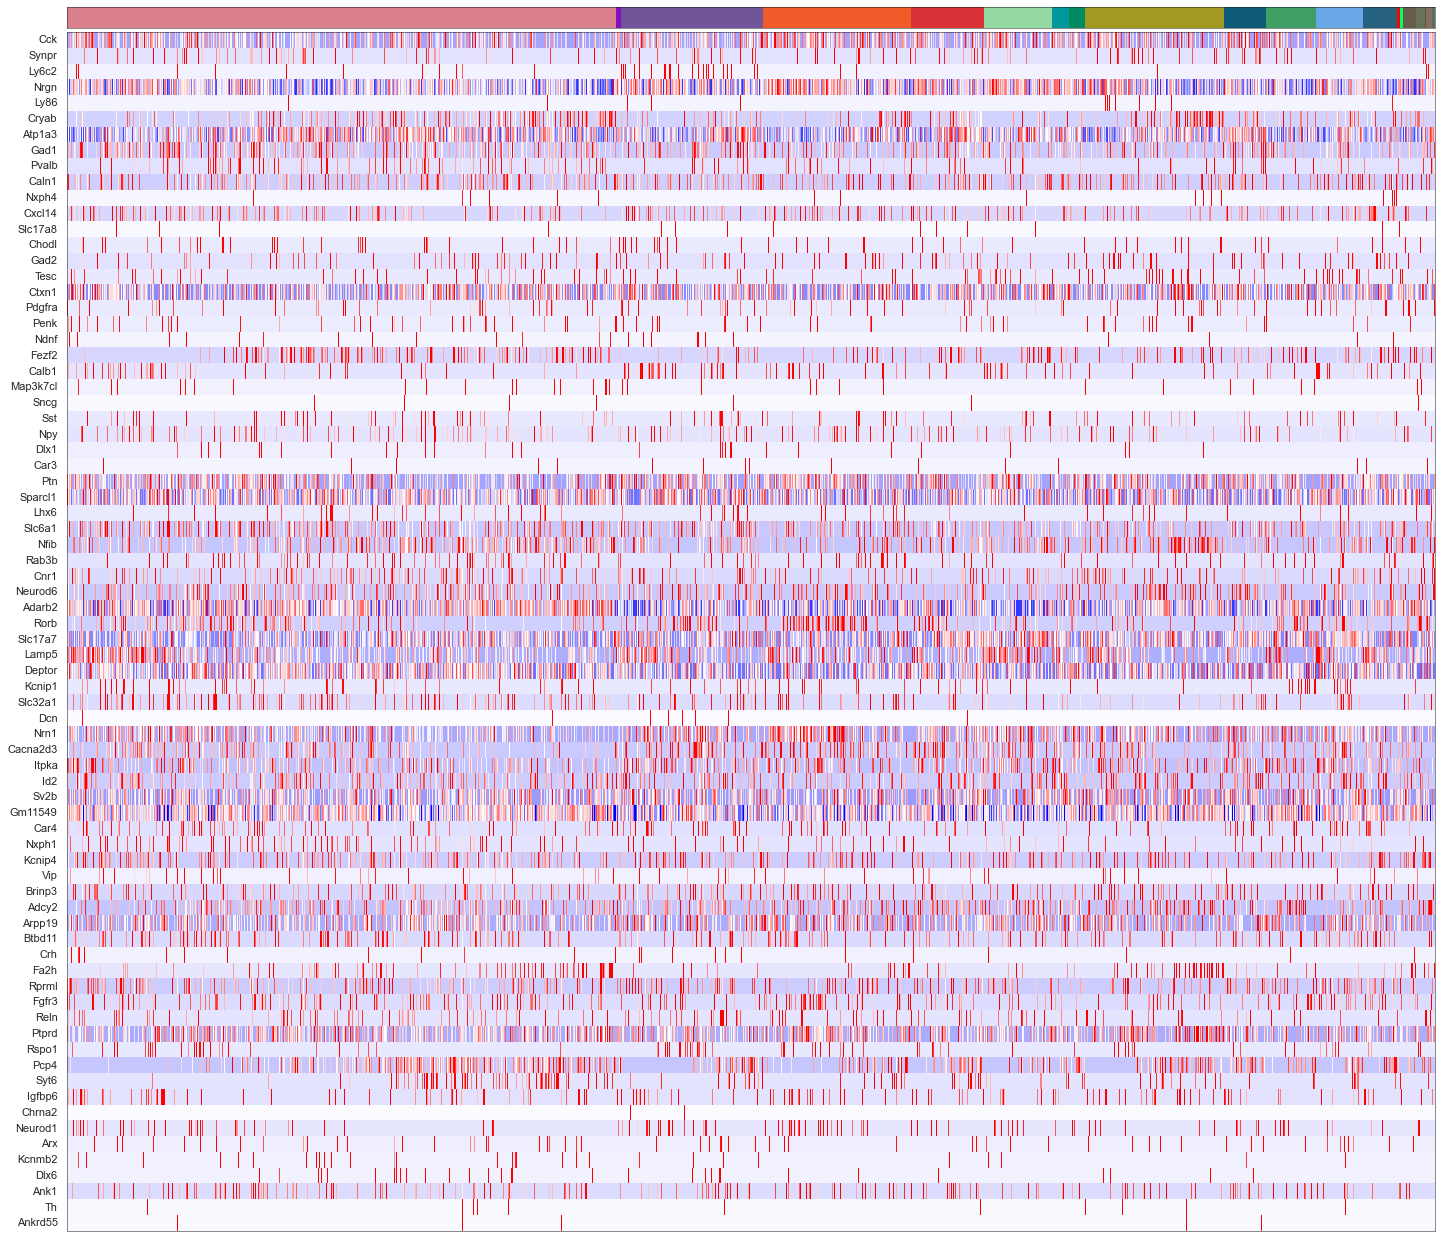 Cck
Synpr
Ly6c2
Nrgn
Ly86
Cryab
Atp1a3
Gad1
Pvalb
Caln1
Nxph4
Cxcl14
Slc17a8
Chodl
Gad2
Tesc
Ctxn1
Pdgfra
Penk
Ndnf
Fezf2
Calb1
Map3k7cl
Sncg
Sst
Npy
Dlx1
Car3
Ptn
Sparcl1
Lhx6
Slc6a1
Nfib
Rab3b
Cnr1
Neurod6
Adarb2
Rorb
Slc17a7
Lamp5
Deptor
Kcnip1
Slc32a1
Dcn
Nrn1
Cacna2d3
Itpka
Id2
Sv2b
Gm11549
Car4
Nxph1
Kcnip4
Vip
Brinp3
Adcy2
Arpp19
Btbd11
Crh
Fa2h
Rprml
Fgfr3
Reln
Ptprd
Rspo1
Pcp4
Syt6
Igfbp6
Chrna2
Neurod1
Arx
Kcnmb2
Dlx6
Ank1
Th
Ankrd55